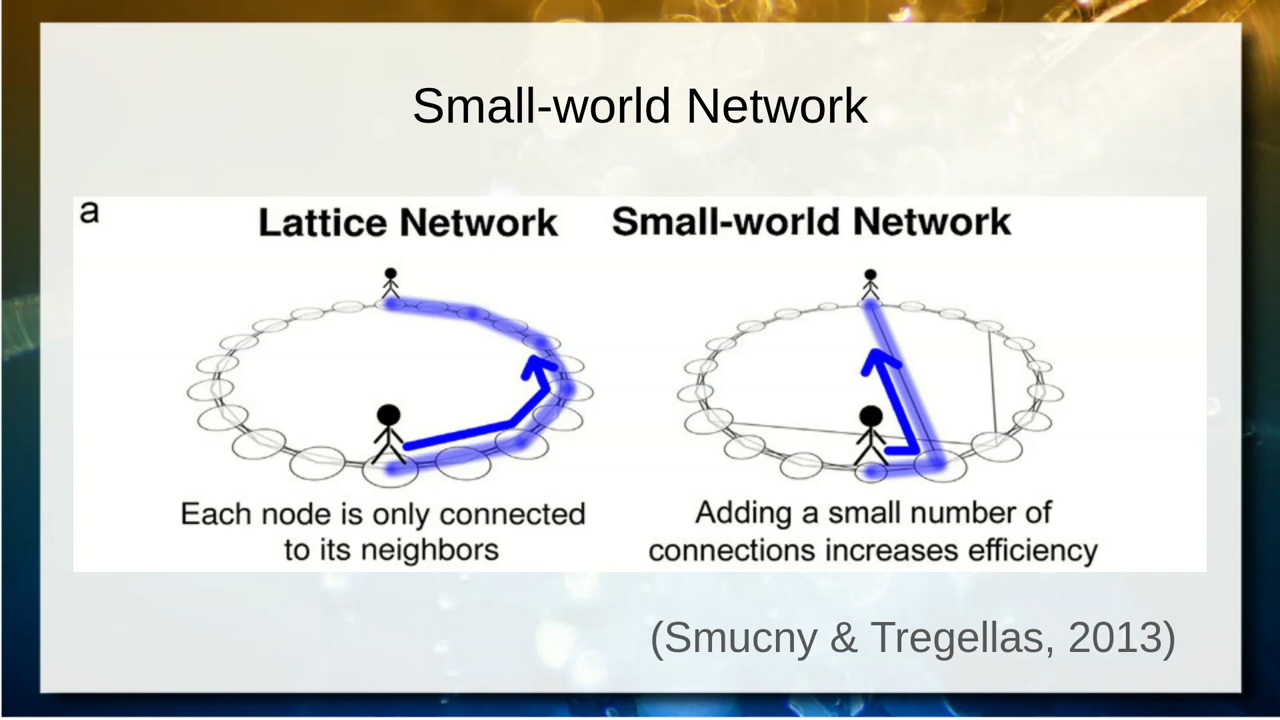 Small-world Network
a
Lattice Network
Small-world Network
Each node is only connected
to its neighbors
Adding a small number of
connections increases efficiency
(Smucny & Tregellas, 2013)